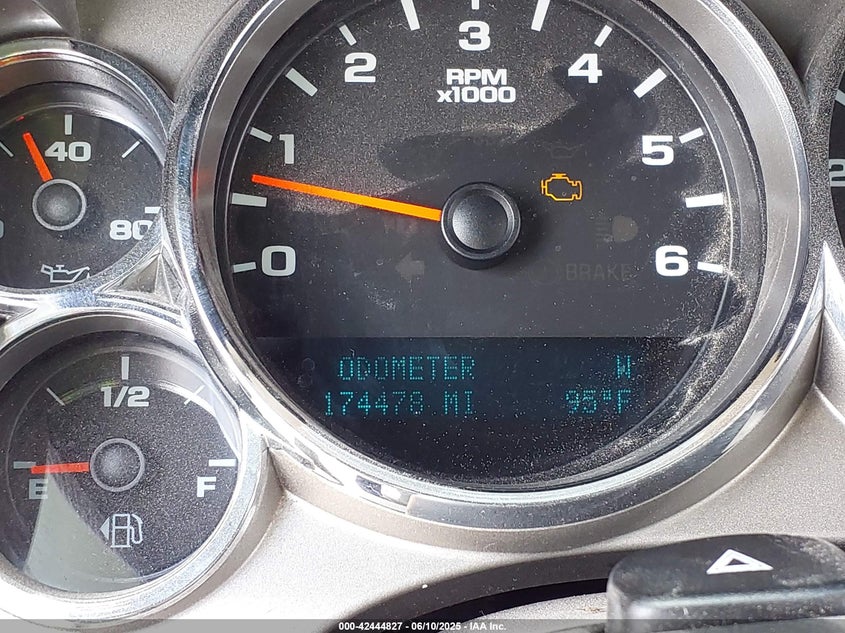 3
2
4
RPM
x1000
40
1
5
80
0
6
BRAKE
ODOMETER W
174478 MI 95°F
1/2
E F
000-42444827 - 06/10/2025 - IAA Inc.